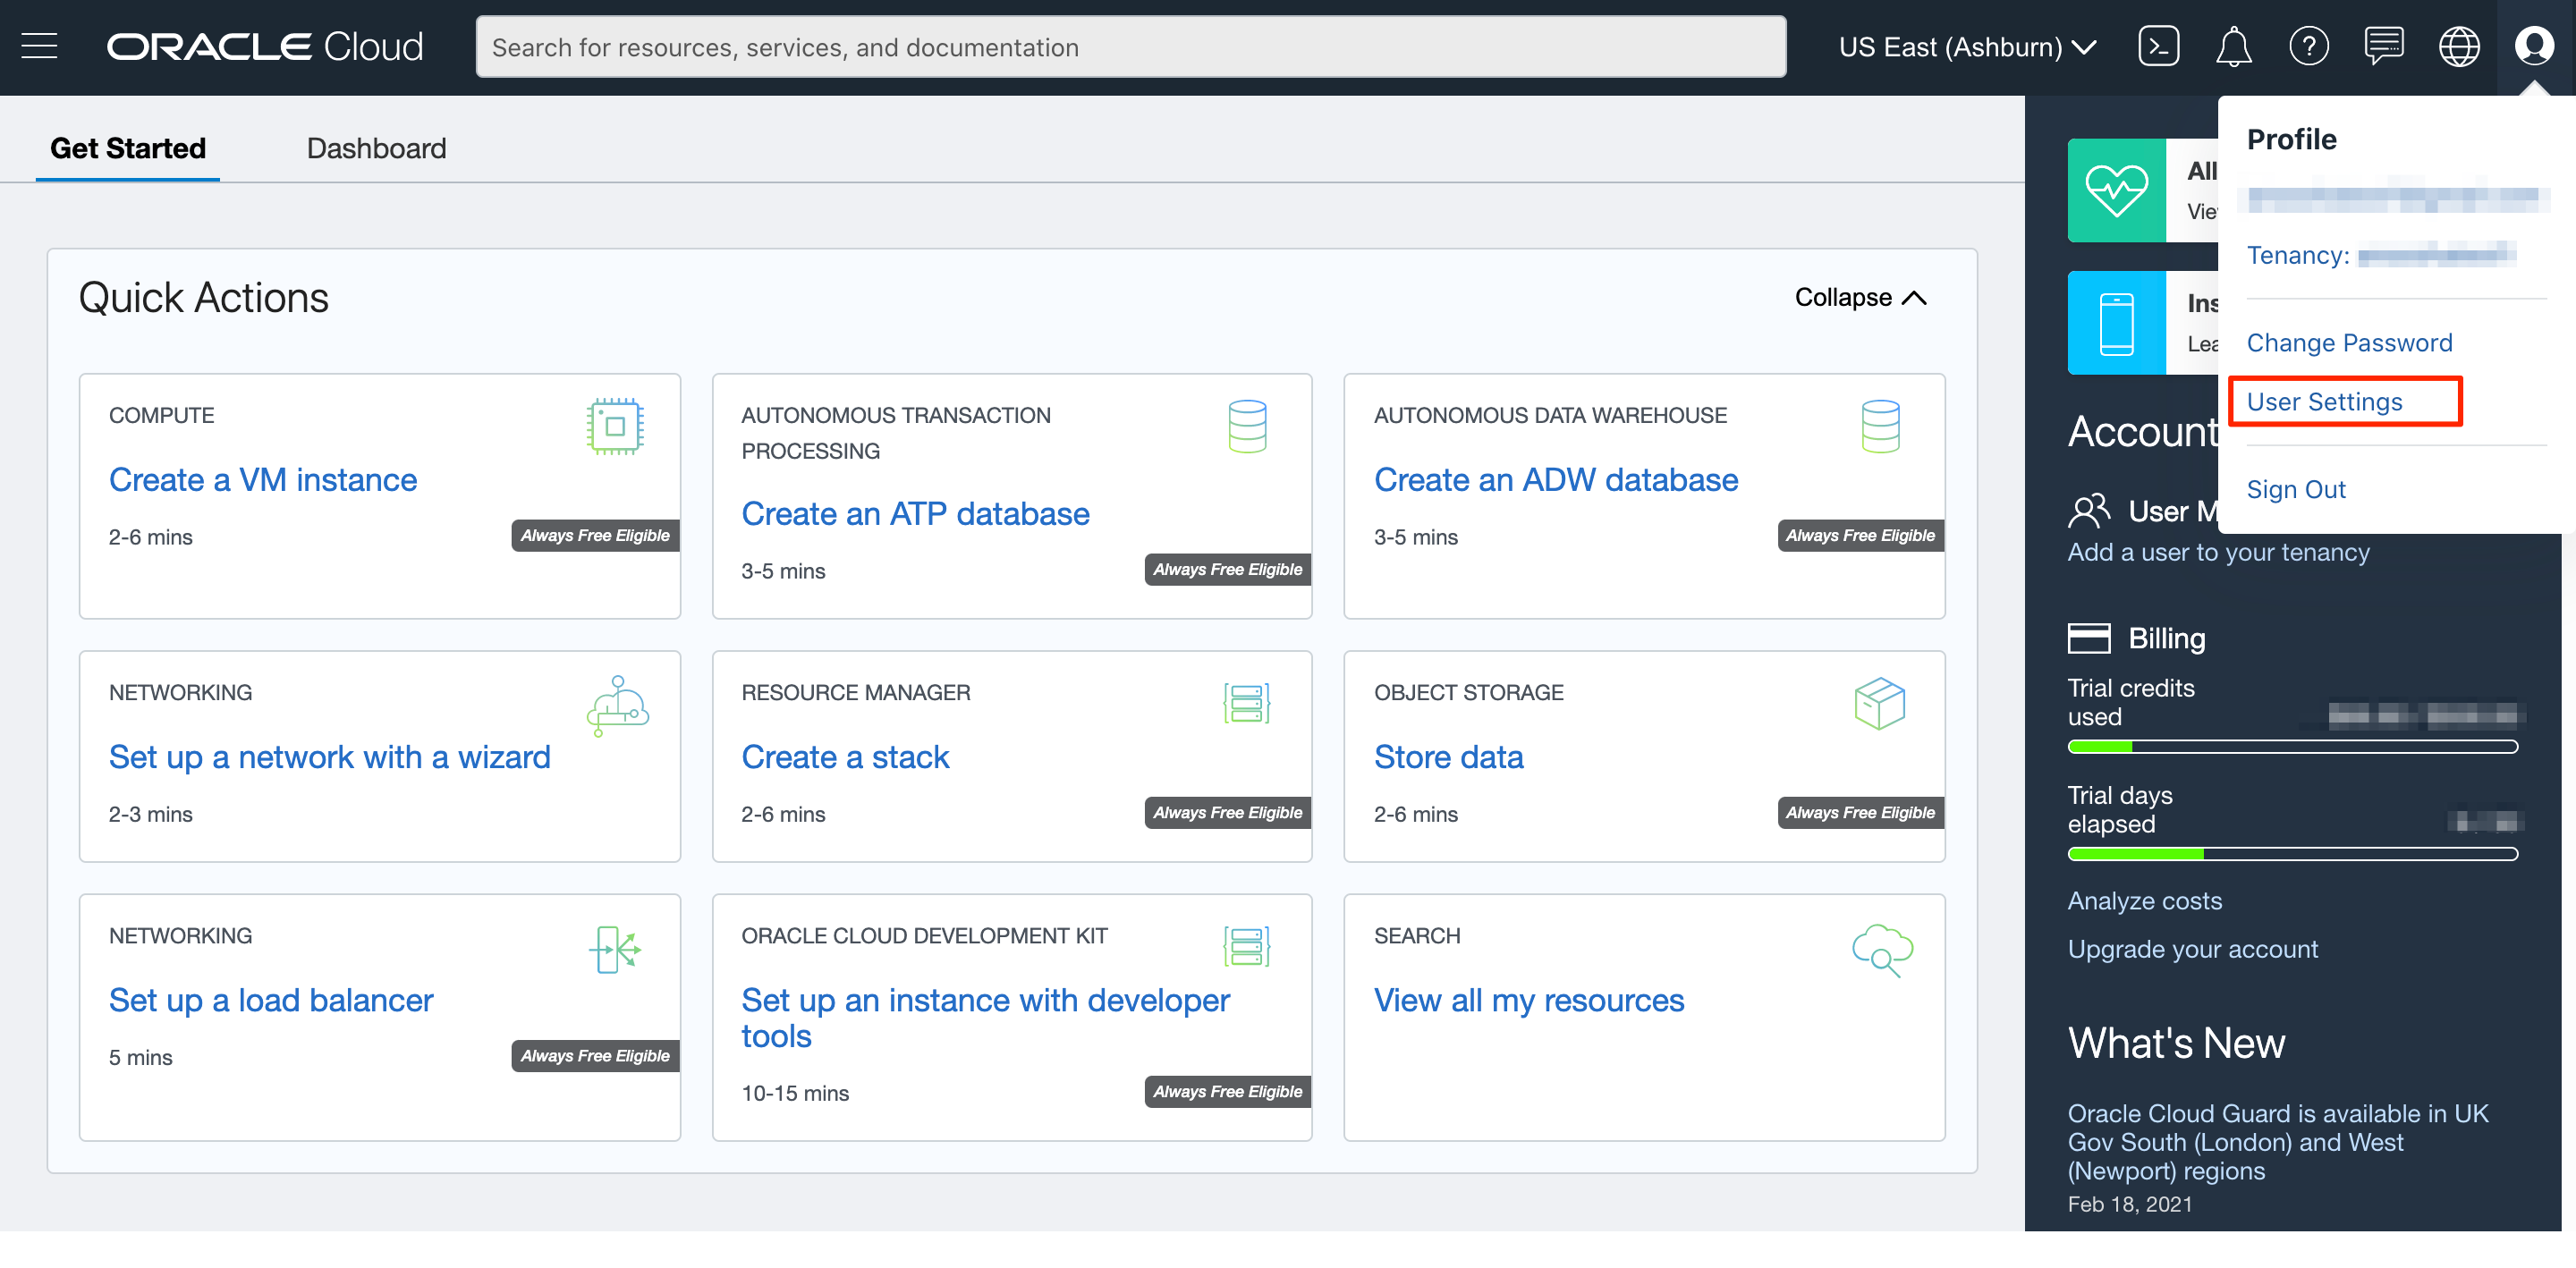 ORACLE Cloud
Search for resources, services, and documentation
US East (Ashburn)
Get Started
Dashboard
Quick Actions
Collapse
COMPUTE
Create a VM instance
2-6 mins
Always Free Eligible
AUTONOMOUS TRANSACTION
PROCESSING
Create an ATP database
3-5 mins
Always Free Eligible
AUTONOMOUS DATA WAREHOUSE
Create an ADW database
3-5 mins
Always Free Eligible
NETWORKING
Set up a network with a wizard
2-3 mins
RESOURCE MANAGER
Create a stack
2-6 mins
Always Free Eligible
OBJECT STORAGE
Store data
2-6 mins
Always Free Eligible
NETWORKING
Set up a load balancer
5 mins
Always Free Eligible
ORACLE CLOUD DEVELOPMENT KIT
Set up an instance with developer
tools
10-15 mins
Always Free Eligible
SEARCH
View all my resources
Profile
Tenancy:
Change Password
User Settings
Sign Out
All
Account
User M
Add a user to your tenancy
Billing
Trial credits
used
Trial days
elapsed
Analyze costs
Upgrade your account
What's New
Oracle Cloud Guard is available in UK
Gov South (London) and West
(Newport) regions
Feb 18, 2021